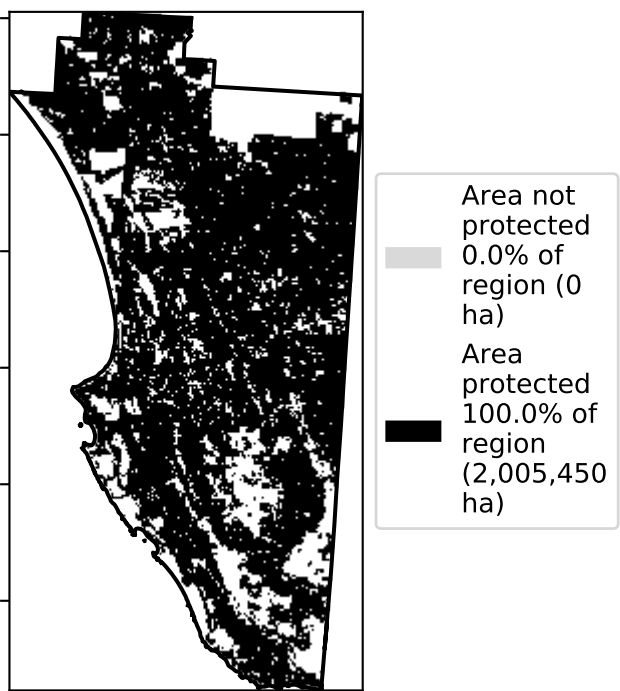 Area not
protected
0.0% of
region (0
ha)
Area
protected
100.0% of
region
(2,005,450
ha)